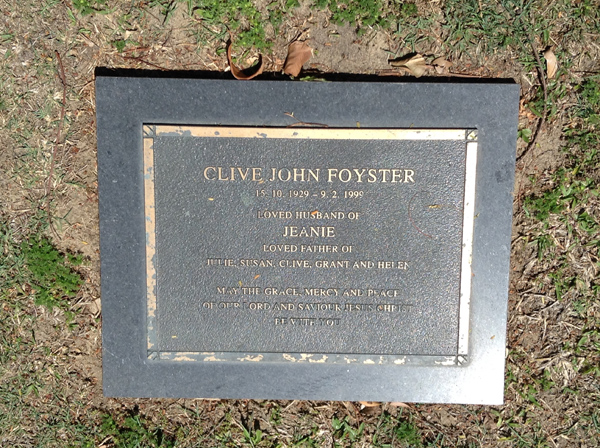 CLIVE JOHN FOYSTER
15. 10. 1929 – 9. 2. 1999
LOVED HUSBAND OF
JEANIE
LOVED FATHER OF
JULIE, SUSAN, CLIVE, GRANT AND HELEN
MAY THE GRACE, MERCY AND PEACE
OF OUR LORD AND SAVIOUR JESUS CHRIST
BE WITH YOU